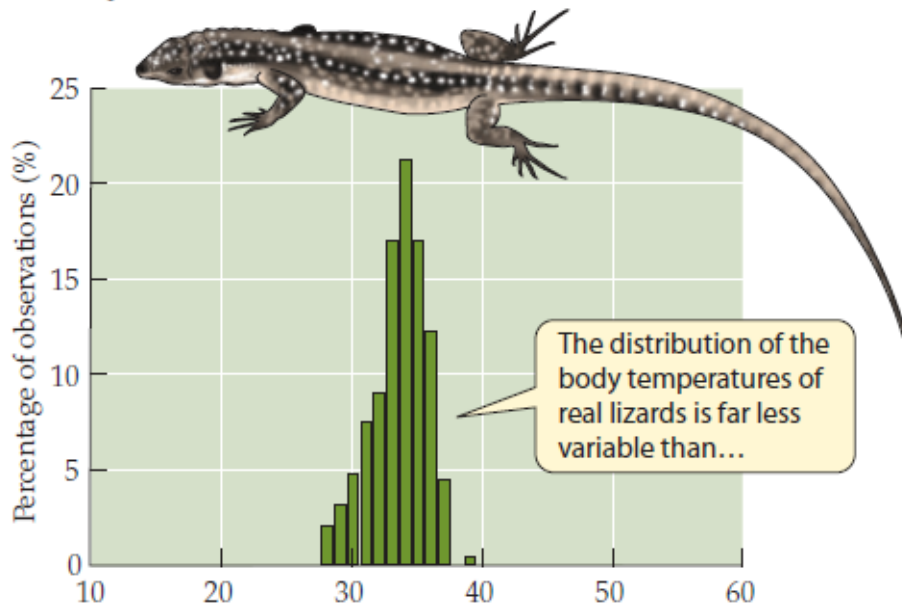 25
20
15
10
5
0
Percentage of observations (%)
The distribution of the
body temperatures of
real lizards is far less
variable than…
10 20 30 40 50 60